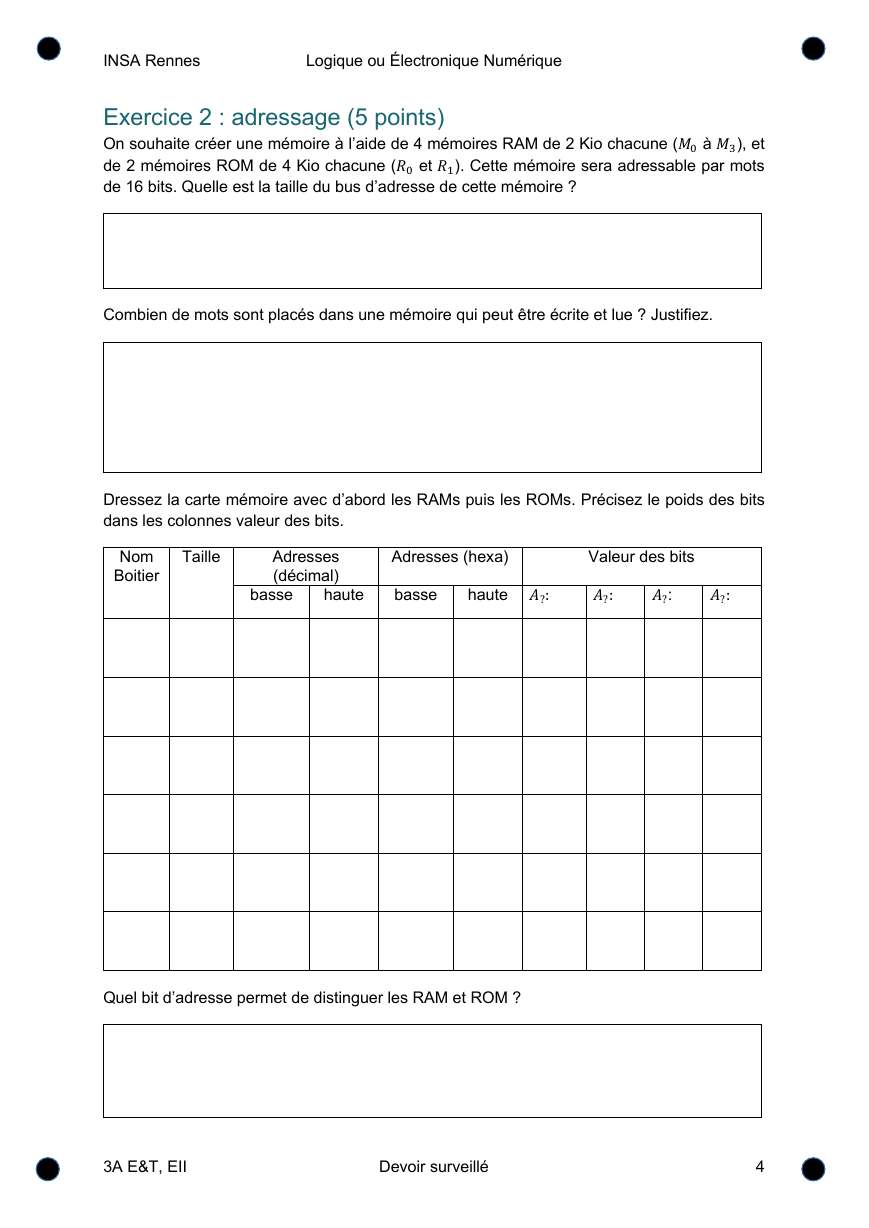 INSA Rennes Logique ou Électronique Numérique
Exercice 2 : adressage (5 points)
On souhaite créer une mémoire à l’aide de 4 mémoires RAM de 2 Kio chacune (𝑀₀ à 𝑀₃), et
de 2 mémoires ROM de 4 Kio chacune (𝑅₀ et 𝑅₁). Cette mémoire sera adressable par mots
de 16 bits. Quelle est la taille du bus d’adresse de cette mémoire ?
Combien de mots sont placés dans une mémoire qui peut être écrite et lue ? Justifiez.
Dressez la carte mémoire avec d’abord les RAMs puis les ROMs. Précisez le poids des bits
dans les colonnes valeur des bits.
Nom Taille Adresses Adresses (hexa) Valeur des bits
Boitier (décimal)
basse haute basse haute 𝐴?: 𝐴?: 𝐴?: 𝐴?:
Quel bit d’adresse permet de distinguer les RAM et ROM ?
3A E&T, EII Devoir surveillé 4